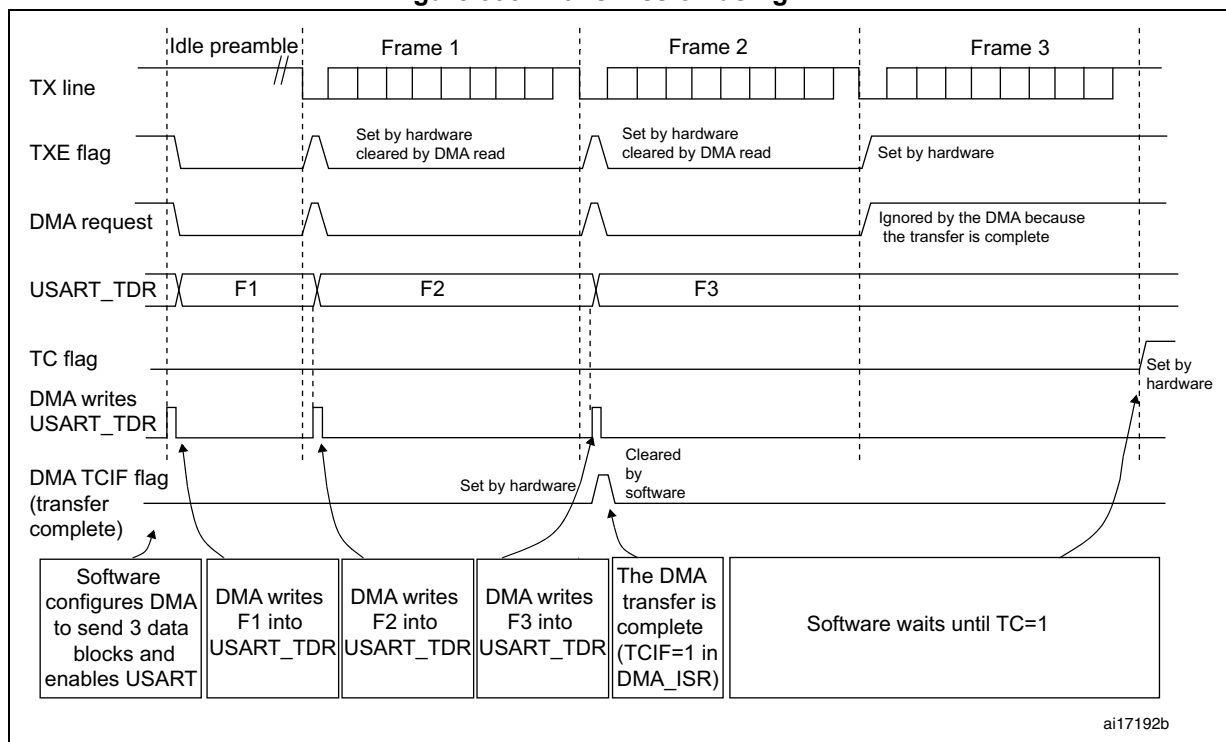 Idle preamble
Frame 1
Frame 2
Frame 3
TX line
TXE flag
Set by hardware
cleared by DMA read
Set by hardware
cleared by DMA read
Set by hardware
DMA request
Ignored by the DMA because
the transfer is complete
USART_TDR
F1
F2
F3
TC flag
Set by
hardware
DMA writes
USART_TDR
DMA TCIF flag
(transfer
complete)
Set by hardware
Cleared
by
software
Software
configures DMA
to send 3 data
blocks and
enables USART
DMA writes
F1 into
USART_TDR
DMA writes
F2 into
USART_TDR
DMA writes
F3 into
USART_TDR
The DMA
transfer is
complete
(TCIF=1 in
DMA_ISR)
Software waits until TC=1
ai17192b